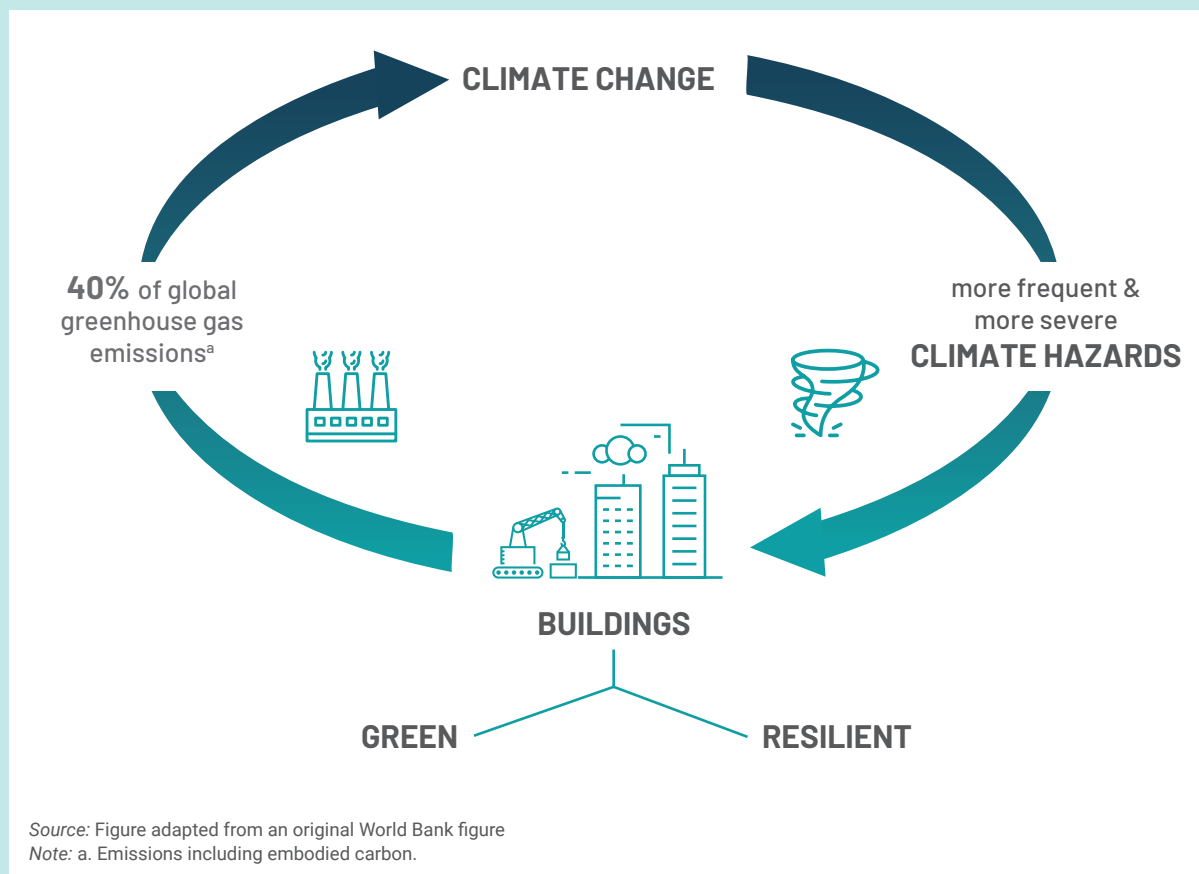 CLIMATE CHANGE
40% of global
greenhouse gas
emissionsᵃ
more frequent &
more severe
CLIMATE HAZARDS
BUILDINGS
GREEN
RESILIENT
Source: Figure adapted from an original World Bank figure
Note: a. Emissions including embodied carbon.